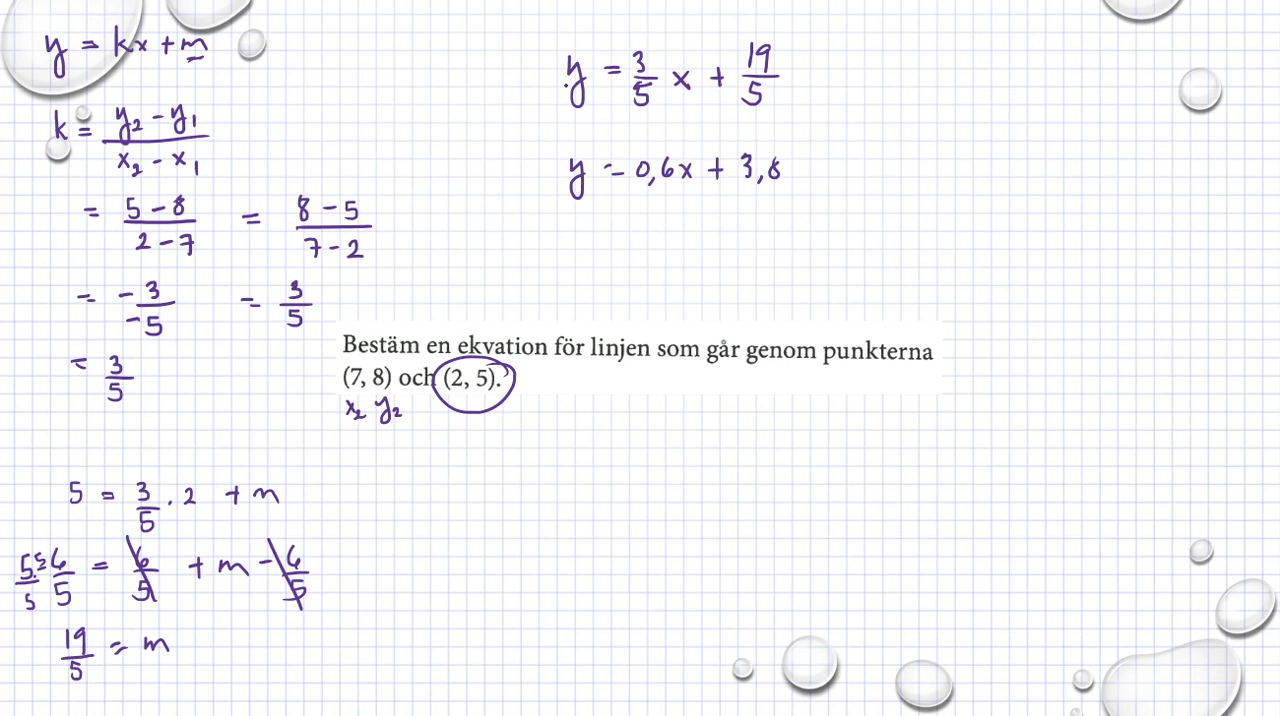 y = kx + m
k = y₂ - y₁ / x₂ - x₁
= 5 - 8 / 2 - 7 = 8 - 5 / 7 - 2
= -3 / -5 = 3 / 5
= 3 / 5
y = 3/5 x + 19/5
y = 0,6x + 3,8
Bestäm en ekvation för linjen som går genom punkterna
(7, 8) och (2, 5).
x₂ y₂
5 = 3/5 · 2 + m
5·5/5 - 6/5 = 6/5 + m - 6/5
19/5 = m